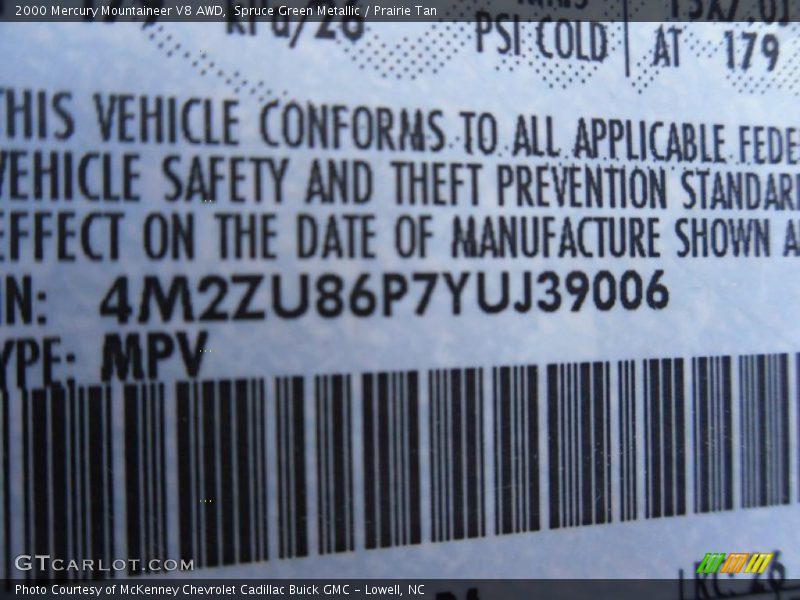 2000 Mercury Mountaineer V8 AWD, Spruce Green Metallic / Prairie Tan
PSI COLD AT 179
THIS VEHICLE CONFORMS TO ALL APPLICABLE FEDE
VEHICLE SAFETY AND THEFT PREVENTION STANDARD
EFFECT ON THE DATE OF MANUFACTURE SHOWN A
IN: 4M2ZU86P7YUJ39006
YPE: MPV
GTcarlot.com
Photo Courtesy of McKenney Chevrolet Cadillac Buick GMC - Lowell, NC